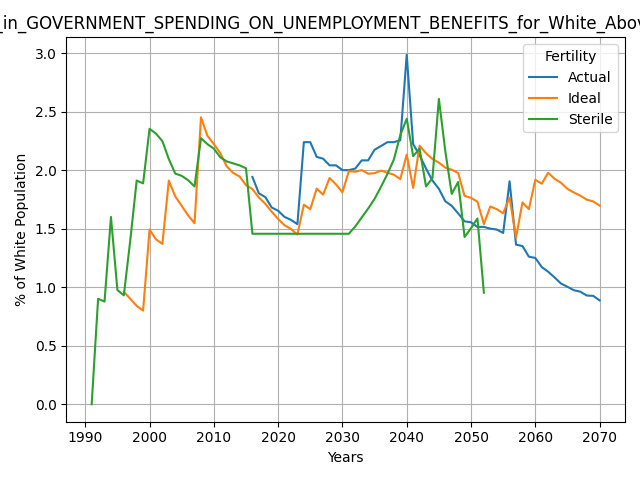 _in_GOVERNMENT_SPENDING_ON_UNEMPLOYMENT_BENEFITS_for_White_Abov
3.0
2.5
2.0
1.5
1.0
0.5
0.0
% of White Population
Fertility
Actual
Ideal
Sterile
1990 2000 2010 2020 2030 2040 2050 2060 2070
Years